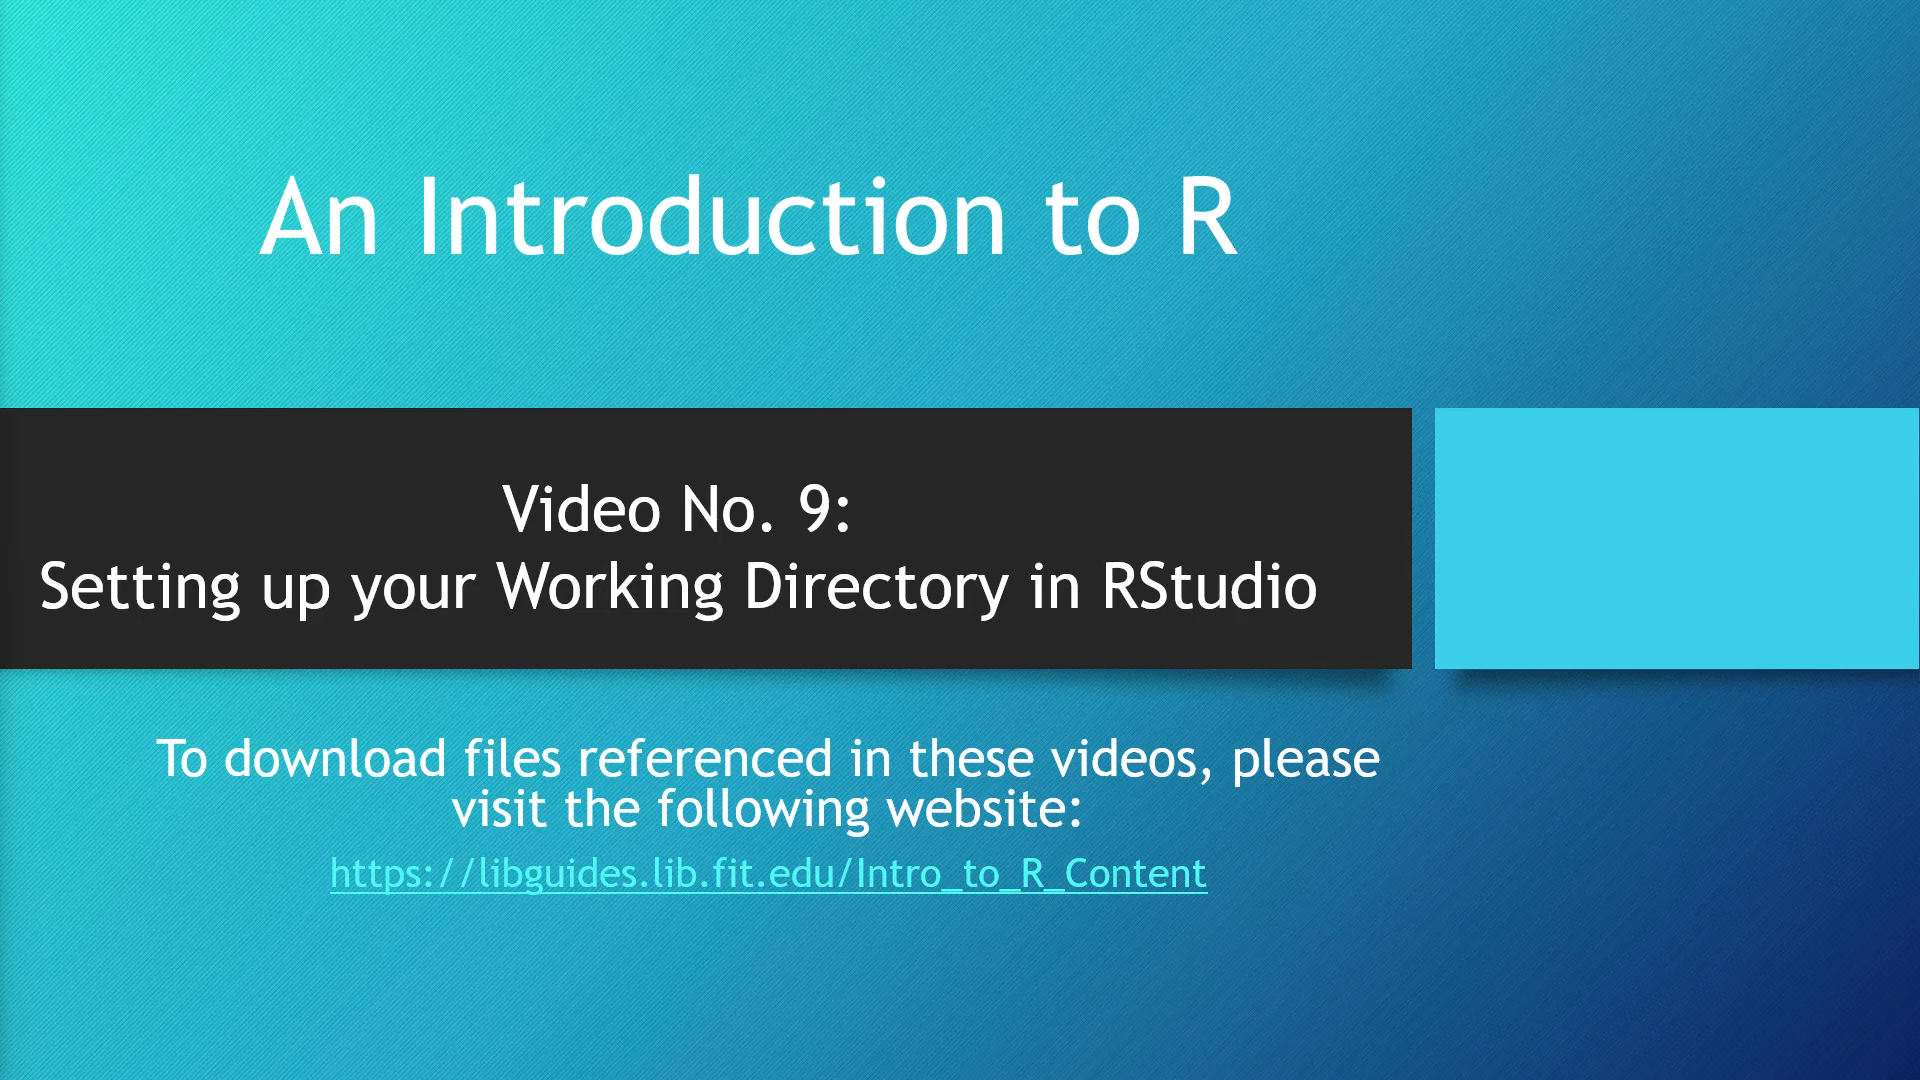 An Introduction to R
Video No. 9:
Setting up your Working Directory in RStudio
To download files referenced in these videos, please
visit the following website:
https://libguides.lib.fit.edu/Intro_to_R_Content